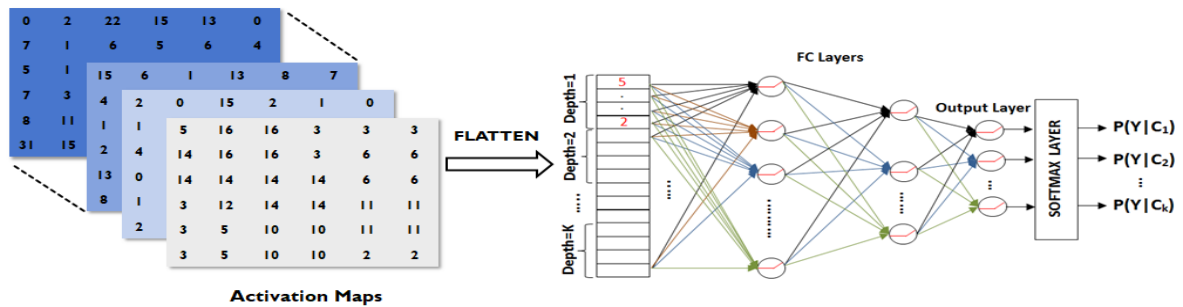 0 2 22 15 13 0
7 1 6 5 6 4
5 1
7 3
8 11
31 15
15 6 1 13 8 7
4
1
2
13
8
2 0 15 2 1 0
1
4
0
1
2
5 16 16 3 3 3
14 16 16 3 6 6
14 14 14 14 6 6
3 12 14 14 11 11
3 5 10 10 11 11
3 5 10 10 2 2
Activation Maps
FLATTEN
Depth=1
Depth=2
.....
Depth=K
5
.
.
2
FC Layers
Output Layer
SOFTMAX LAYER
P(Y|C₁)
P(Y|C₂)
...
P(Y|Cₖ)